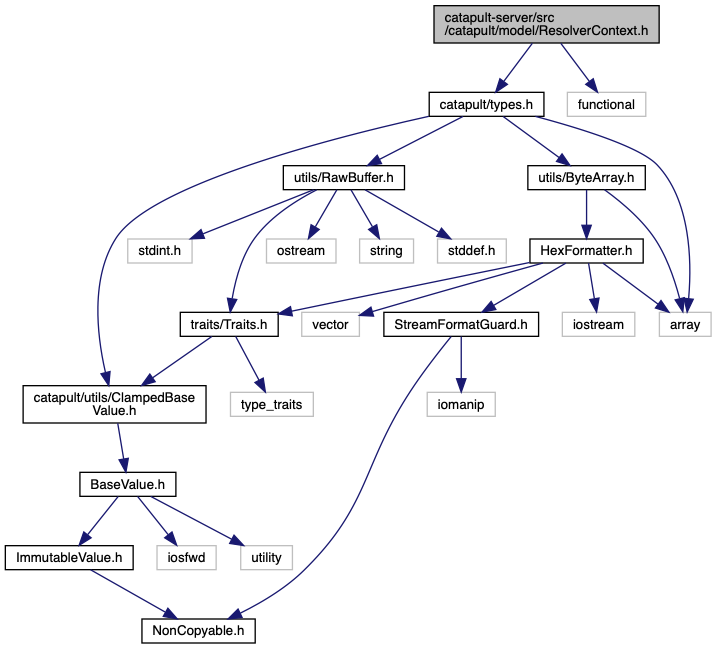 catapult-server/src
/catapult/model/ResolverContext.h
catapult/types.h
functional
utils/RawBuffer.h
utils/ByteArray.h
stdint.h
ostream
string
stddef.h
HexFormatter.h
traits/Traits.h
vector
StreamFormatGuard.h
iostream
array
catapult/utils/ClampedBase
Value.h
type_traits
iomanip
BaseValue.h
ImmutableValue.h
iosfwd
utility
NonCopyable.h